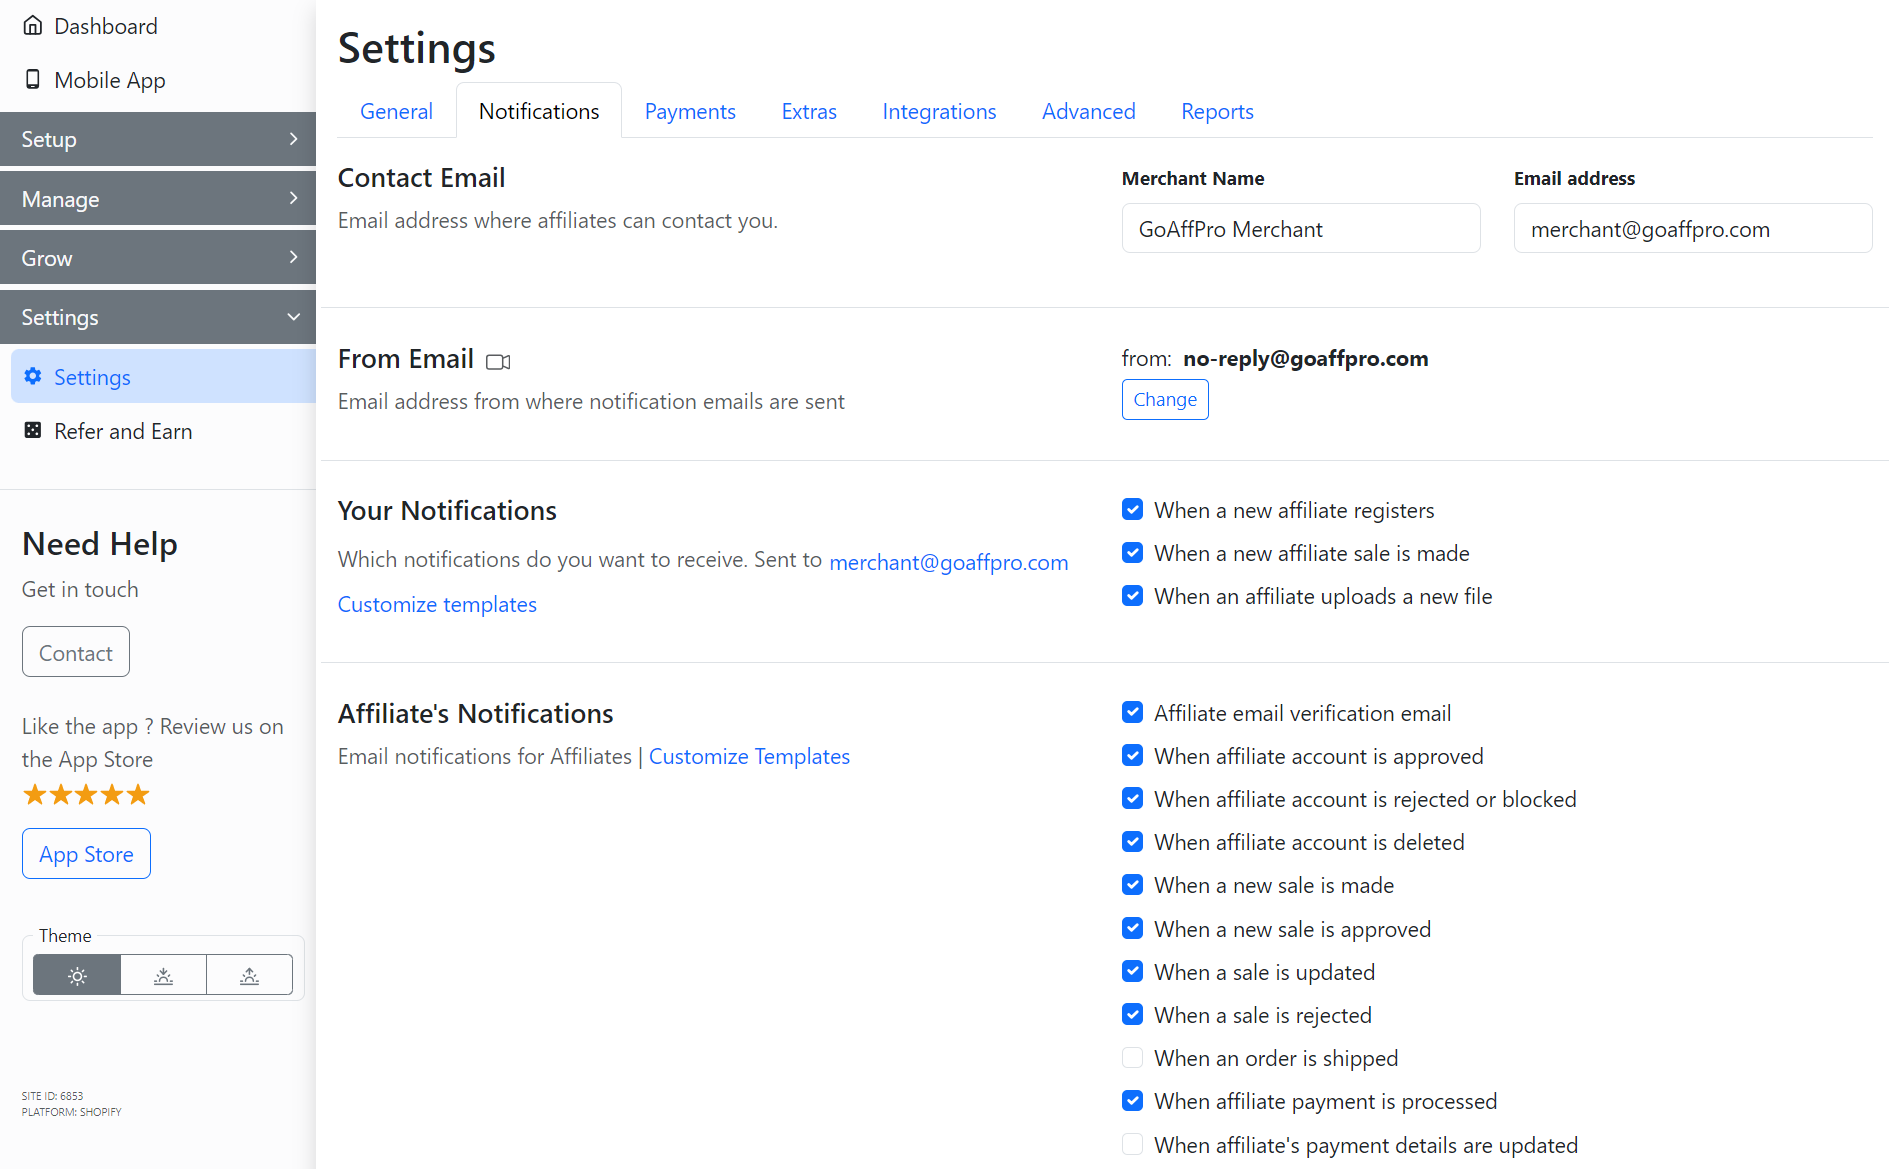 Dashboard
Mobile App
Setup
Manage
Grow
Settings
Settings
Refer and Earn
Need Help
Get in touch
Contact
Like the app ? Review us on
the App Store
App Store
Theme
SITE ID: 6853
PLATFORM: SHOPIFY
Settings
General Notifications Payments Extras Integrations Advanced Reports
Contact Email
Email address where affiliates can contact you.
Merchant Name
GoAffPro Merchant
Email address
merchant@goaffpro.com
From Email
Email address from where notification emails are sent
from: no-reply@goaffpro.com
Change
Your Notifications
Which notifications do you want to receive. Sent to merchant@goaffpro.com
Customize templates
When a new affiliate registers
When a new affiliate sale is made
When an affiliate uploads a new file
Affiliate's Notifications
Email notifications for Affiliates | Customize Templates
Affiliate email verification email
When affiliate account is approved
When affiliate account is rejected or blocked
When affiliate account is deleted
When a new sale is made
When a new sale is approved
When a sale is updated
When a sale is rejected
When an order is shipped
When affiliate payment is processed
When affiliate's payment details are updated